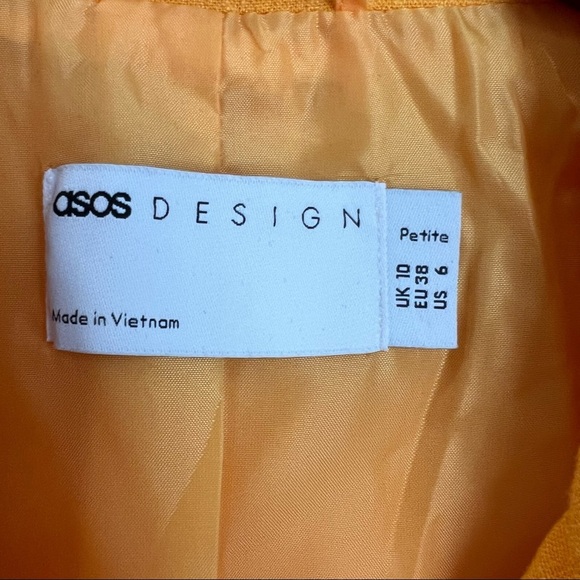 asos DESIGN
Made in Vietnam
Petite
UK 10
EU 38
US 6